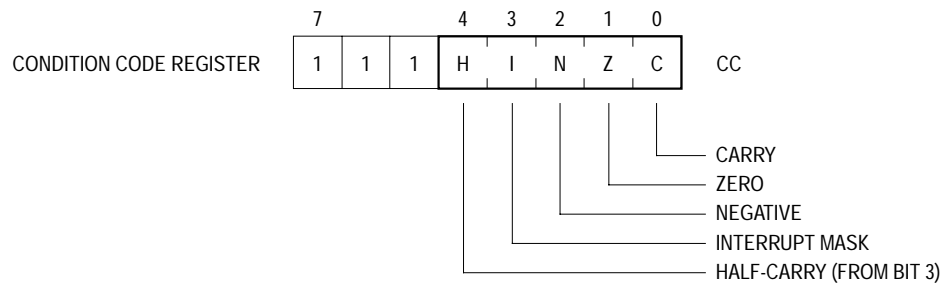 7 4 3 2 1 0
CONDITION CODE REGISTER 1 1 1 H I N Z C CC
CARRY
ZERO
NEGATIVE
INTERRUPT MASK
HALF-CARRY (FROM BIT 3)